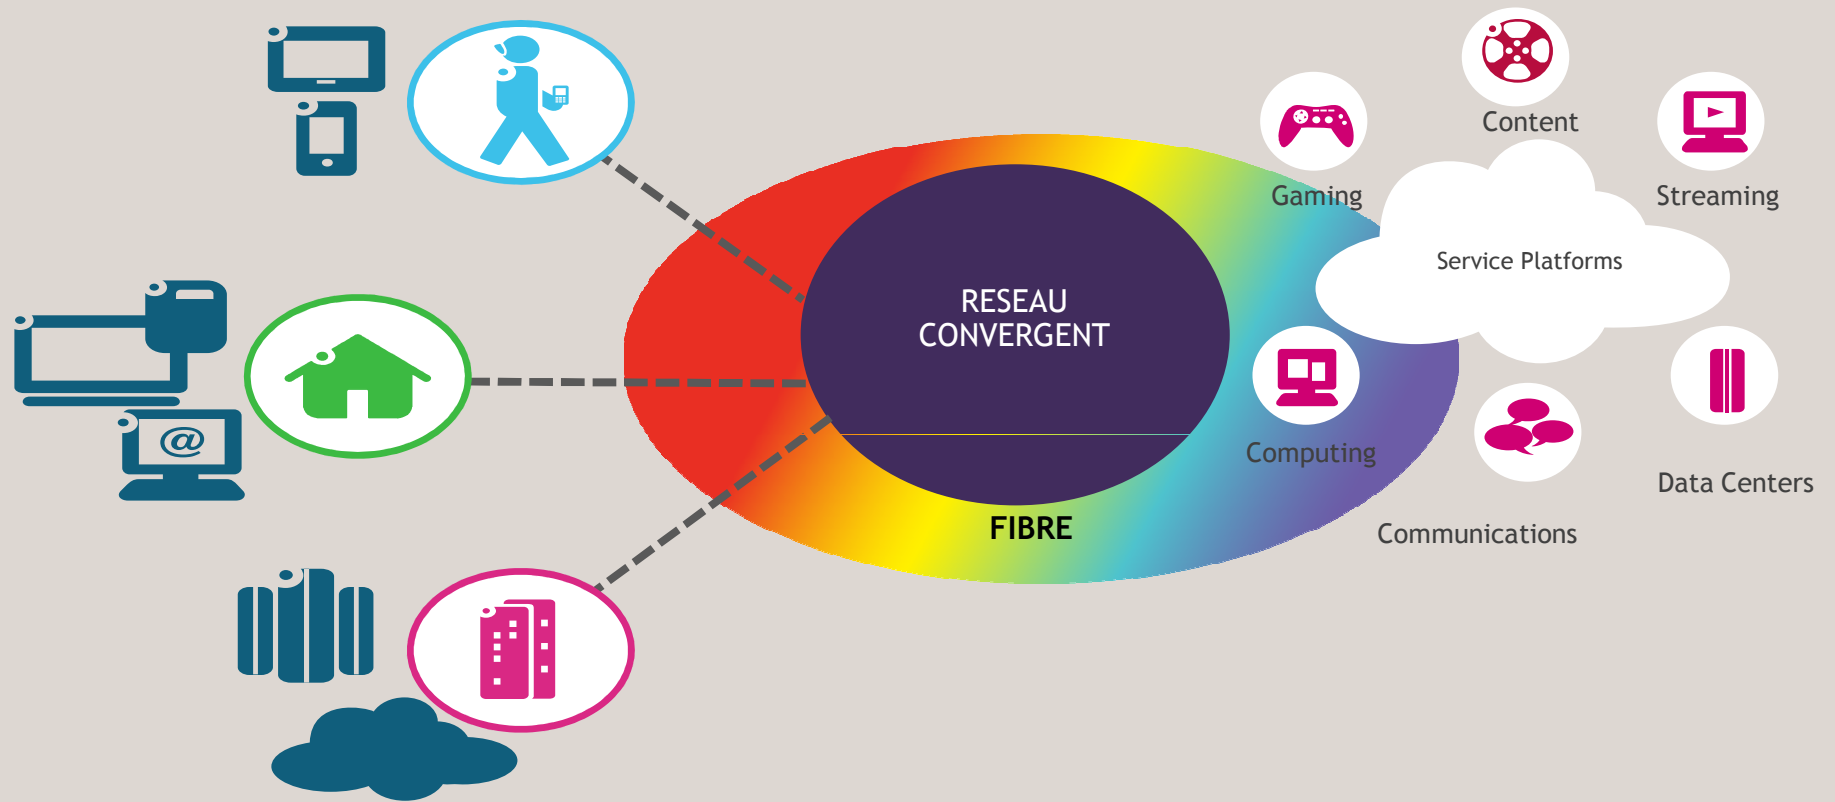 Content
Gaming
Streaming
Service Platforms
RESEAU
CONVERGENT
@
Computing
Data Centers
FIBRE
Communications